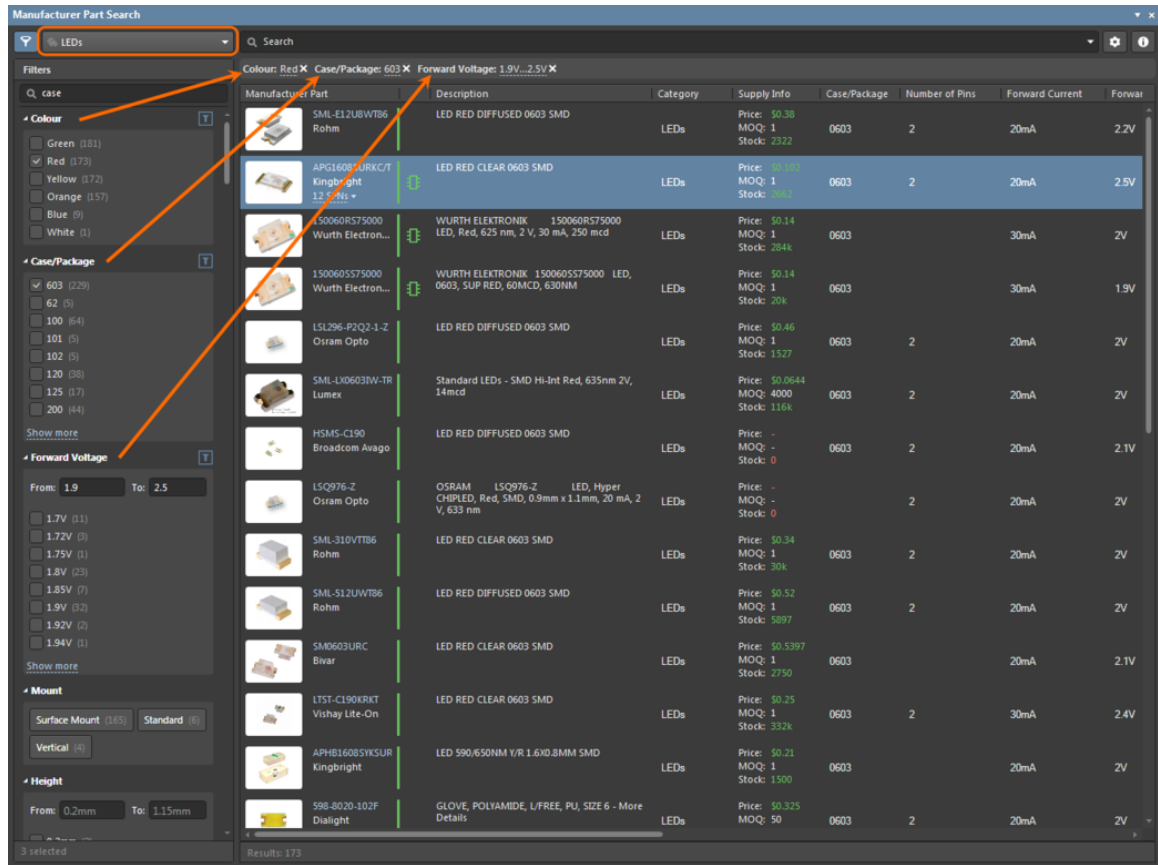 Manufacturer Part Search
LEDs
Search
Filters
Colour: Red Case/Package: 603 Forward Voltage: 1.9V...2.5V
case
Manufacturer Part Description Category Supply Info Case/Package Number of Pins Forward Current Forwar
Colour
Green (181)
Red (173)
Yellow (172)
Orange (157)
Blue (9)
White (1)
Case/Package
603 (229)
62 (5)
100 (64)
101 (5)
102 (5)
120 (38)
125 (17)
200 (44)
Show more
Forward Voltage
From: 1.9 To: 2.5
1.7V (11)
1.72V (3)
1.75V (1)
1.8V (23)
1.85V (7)
1.9V (32)
1.92V (2)
1.94V (1)
Show more
Mount
Surface Mount (165) Standard (6)
Vertical (4)
Height
From: 0.2mm To: 1.15mm
3 selected
SML-E12U8WT86 LED RED DIFFUSED 0603 SMD Price: $0.38
Rohm LEDs MOQ: 1 0603 2 20mA 2.2V
Stock: 2322
APG1608SURKC/T LED RED CLEAR 0603 SMD Price: $0.102
Kingbright LEDs MOQ: 1 0603 2 20mA 2.5V
12 SPNs Stock: 2662
150060RS75000 WURTH ELEKTRONIK 150060RS75000 Price: $0.14
Wurth Electron... LED, Red, 625 nm, 2 V, 30 mA, 250 mcd LEDs MOQ: 1 0603 30mA 2V
Stock: 284k
150060SS75000 WURTH ELEKTRONIK 150060SS75000 LED, Price: $0.14
Wurth Electron... 0603, SUP RED, 60MCD, 630NM LEDs MOQ: 1 0603 30mA 1.9V
Stock: 20k
LSL296-P2Q2-1-Z LED RED DIFFUSED 0603 SMD Price: $0.46
Osram Opto LEDs MOQ: 1 0603 2 20mA 2V
Stock: 1527
SML-LX0603IW-TR Standard LEDs - SMD Hi-Int Red, 635nm 2V, Price: $0.0644
Lumex 14mcd LEDs MOQ: 4000 0603 2 20mA 2V
Stock: 116k
HSMS-C190 LED RED DIFFUSED 0603 SMD Price: -
Broadcom Avago LEDs MOQ: - 0603 2 20mA 2.1V
Stock: 0
LSQ976-Z OSRAM LSQ976-Z LED, Hyper Price: -
Osram Opto CHIPLED, Red, SMD, 0.9mm x 1.1mm, 20 mA, 2 LEDs MOQ: - 2 20mA 2V
V, 633 nm Stock: 0
SML-310VTT86 LED RED CLEAR 0603 SMD Price: $0.34
Rohm LEDs MOQ: 1 0603 2 20mA 2V
Stock: 30k
SML-512UWT86 LED RED DIFFUSED 0603 SMD Price: $0.52
Rohm LEDs MOQ: 1 0603 2 20mA 2V
Stock: 5897
SM0603URC Price: $0.5397
Bivar LEDs MOQ: 1 0603 20mA 2.1V
Stock: 2750
LTST-C190KRKT LED RED CLEAR 0603 SMD Price: $0.25
Vishay Lite-On LEDs MOQ: 1 0603 2 30mA 2.4V
Stock: 332k
APHB1608SYKSUR LED 590/650NM Y/R 1.6X0.8MM SMD Price: $0.21
Kingbright LEDs MOQ: 1 0603 20mA 2V
Stock: 1500
598-8020-102F GLOVE, POLYAMIDE, L/FREE, PU, SIZE 6 - More Price: $0.325
Dialight Details LEDs MOQ: 50 0603 2 20mA 2V
Results: 173